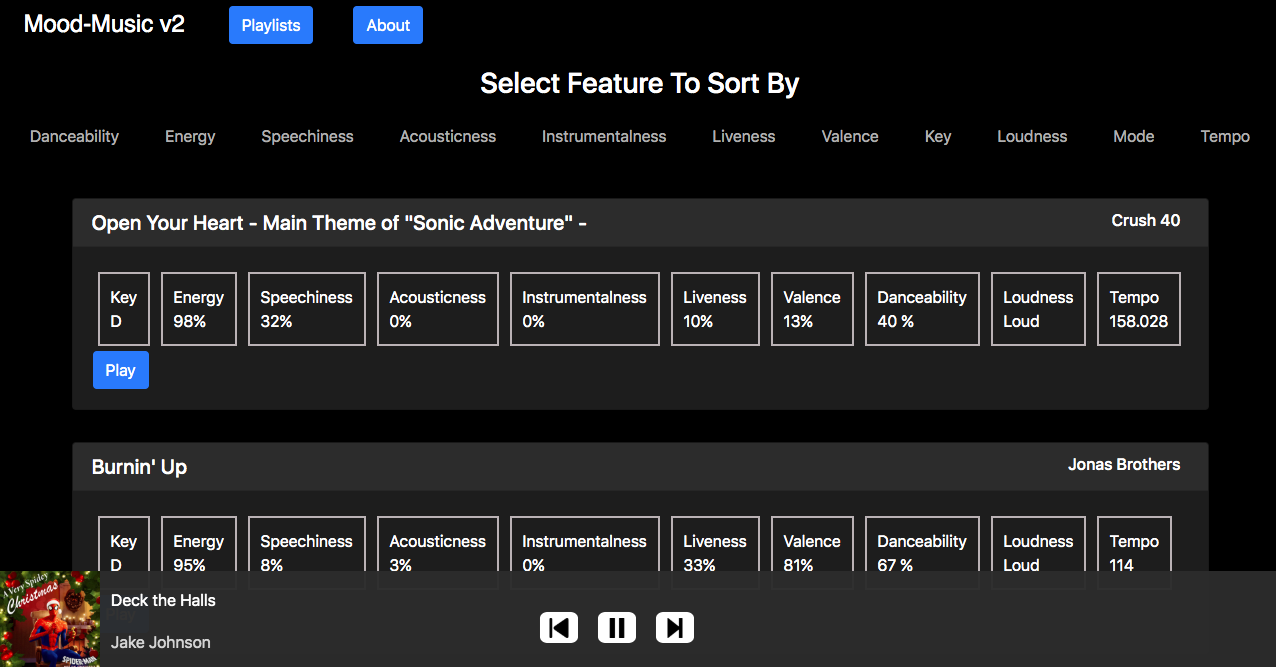 Mood-Music v2 Playlists About
Select Feature To Sort By
Danceability Energy Speechiness Acousticness Instrumentalness Liveness Valence Key Loudness Mode Tempo
Open Your Heart - Main Theme of "Sonic Adventure" - Crush 40
Key Energy Speechiness Acousticness Instrumentalness Liveness Valence Danceability Loudness Tempo
D 98% 32% 0% 0% 10% 13% 40 % Loud 158.028
Play
Burnin' Up Jonas Brothers
Key Energy Speechiness Acousticness Instrumentalness Liveness Valence Danceability Loudness Tempo
D 95% 8% 3% 0% 33% 81% 67 % Loud 114
A Very Spidey
Christmas
SPIDER-MAN
Deck the Halls
Jake Johnson